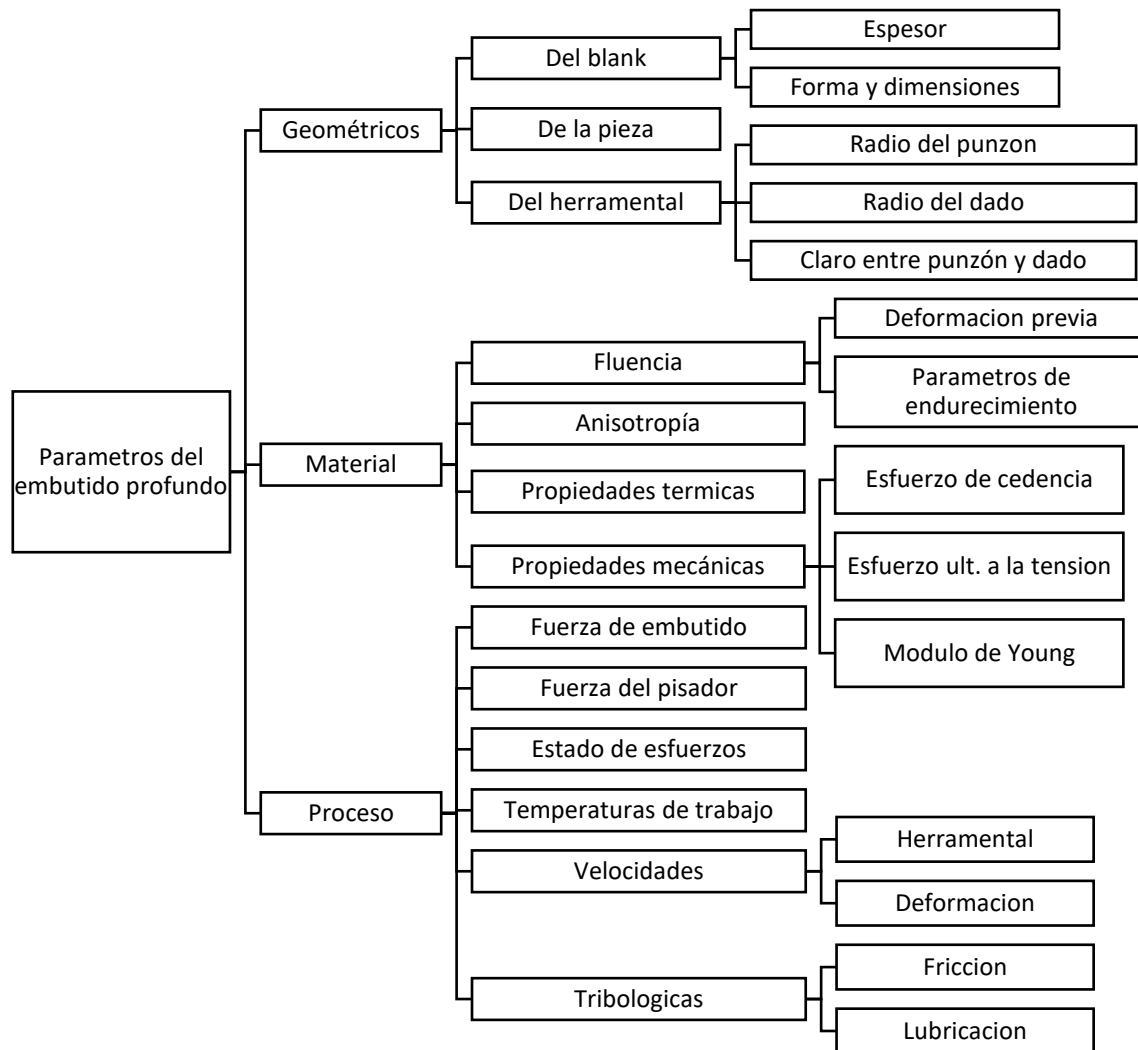 Parametros del
embutido profundo
Geométricos
Del blank
Espesor
Forma y dimensiones
De la pieza
Del herramental
Radio del punzon
Radio del dado
Claro entre punzón y dado
Material
Fluencia
Deformacion previa
Parametros de
endurecimiento
Anisotropía
Propiedades termicas
Propiedades mecánicas
Esfuerzo de cedencia
Esfuerzo ult. a la tension
Modulo de Young
Proceso
Fuerza de embutido
Fuerza del pisador
Estado de esfuerzos
Temperaturas de trabajo
Velocidades
Herramental
Deformacion
Tribologicas
Friccion
Lubricacion